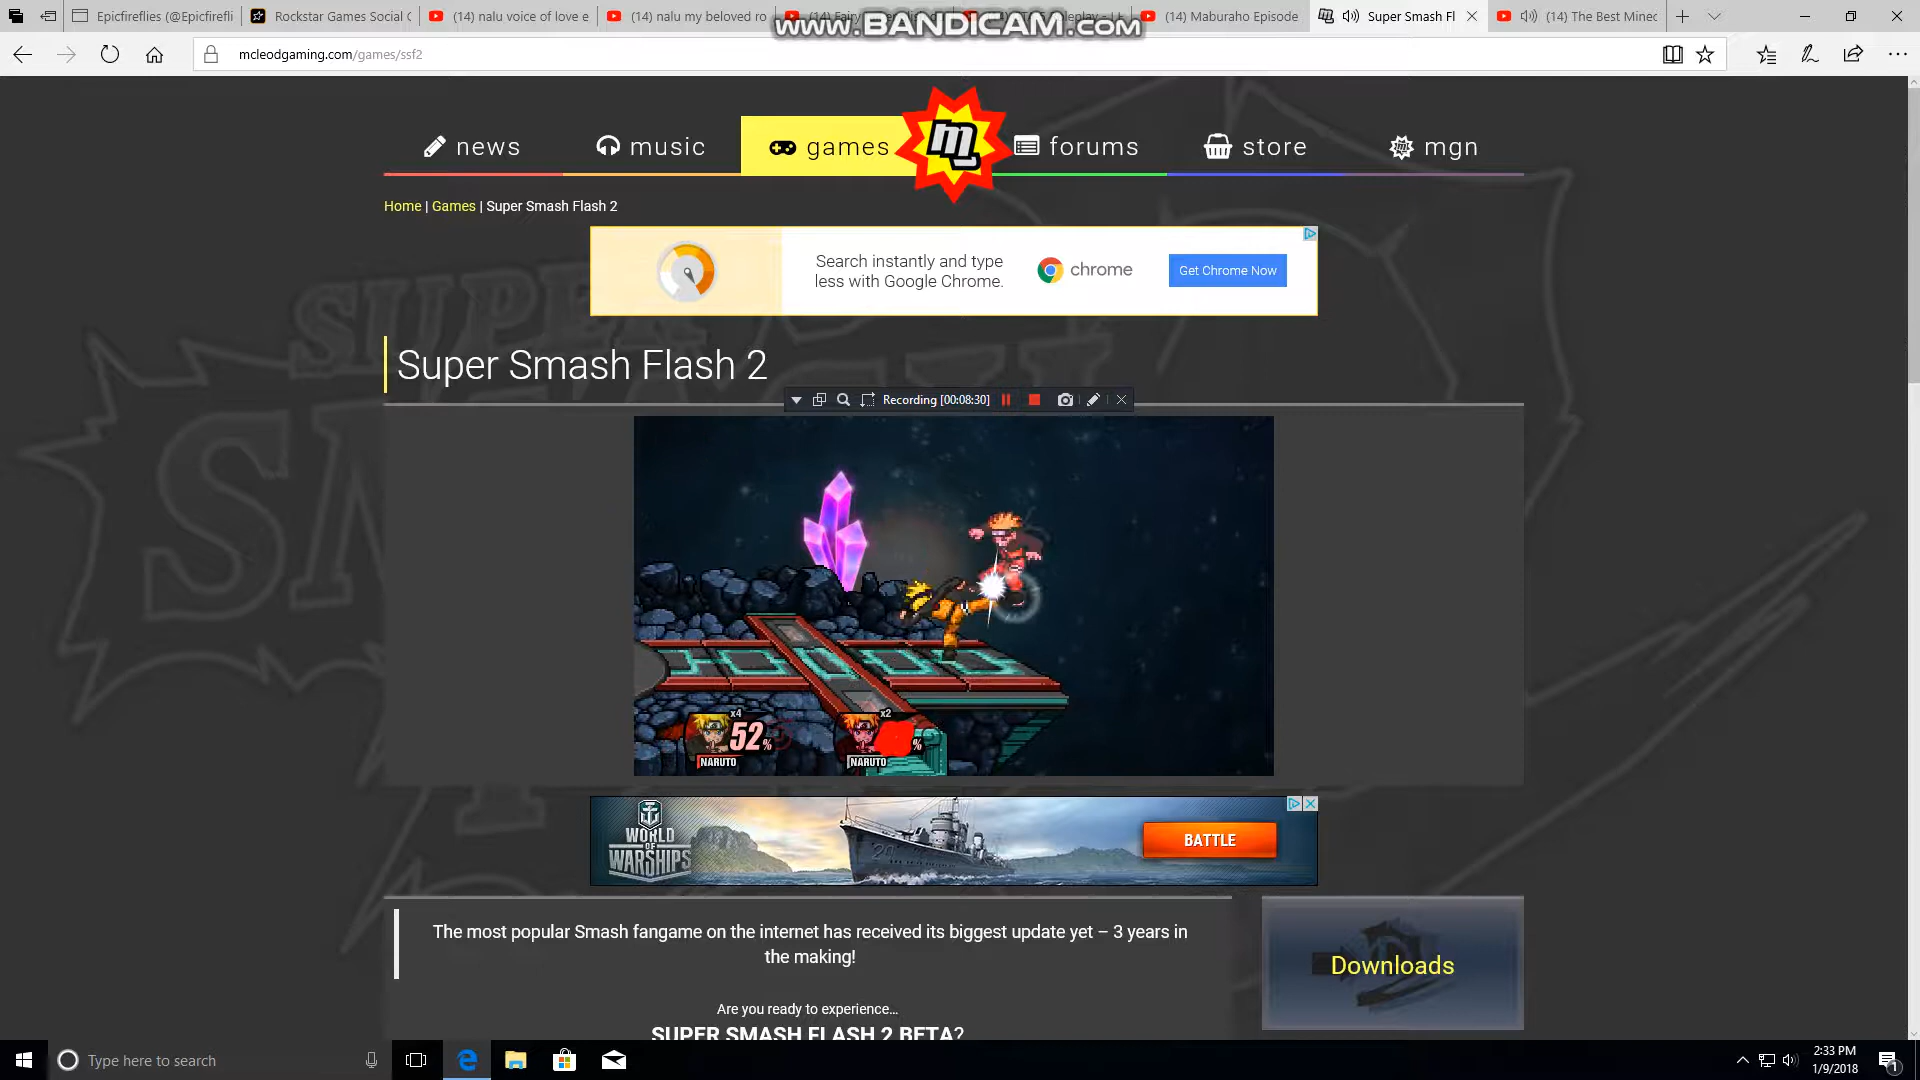 Epicfireflies (@Epicfirefli
Rockstar Games Social C
(14) nalu voice of love e
(14) nalu my beloved ro
(14) Maburaho Episode
Super Smash Fl
(14) The Best Minec
www.BANDICAM.com
mcleodgaming.com/games/ssf2
news
music
games
forums
store
mgn
Home | Games | Super Smash Flash 2
Search instantly and type
less with Google Chrome.
chrome
Get Chrome Now
Super Smash Flash 2
Recording [00:08:30]
x4
52%
NARUTO
x2
%
NARUTO
WORLD
OF
WARSHIPS
BATTLE
The most popular Smash fangame on the internet has received its biggest update yet – 3 years in
the making!
Are you ready to experience...
SUPER SMASH FLASH 2 BETA?
Downloads
Type here to search
2:33 PM
1/9/2018
1